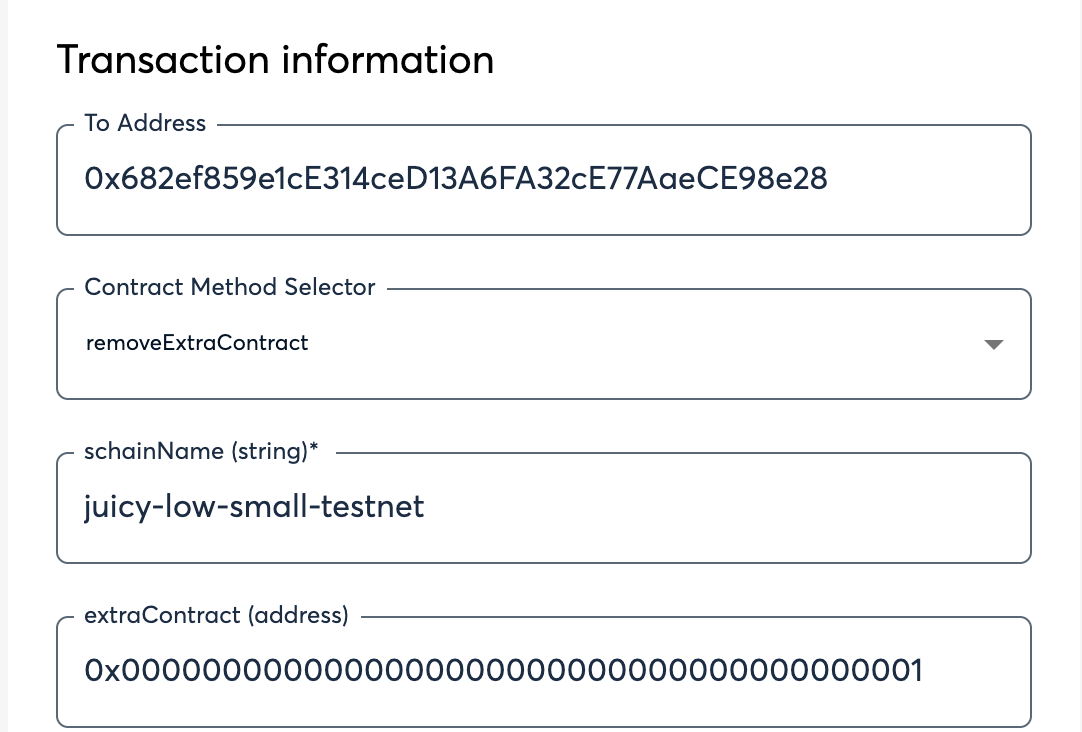 Transaction information
To Address
0x682ef859e1cE314ceD13A6FA32cE77AaeCE98e28
Contract Method Selector
removeExtraContract
schainName (string)*
juicy-low-small-testnet
extraContract (address)
0x0000000000000000000000000000000000000001